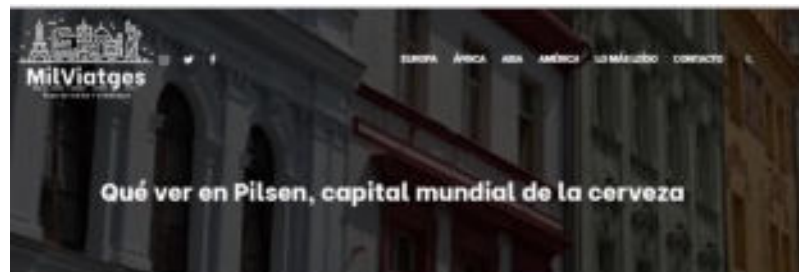 MilViatges
EUROPA ÁFRICA ASIA AMÉRICA LO MÁS LEÍDO CONTACTO
Qué ver en Pilsen, capital mundial de la cerveza